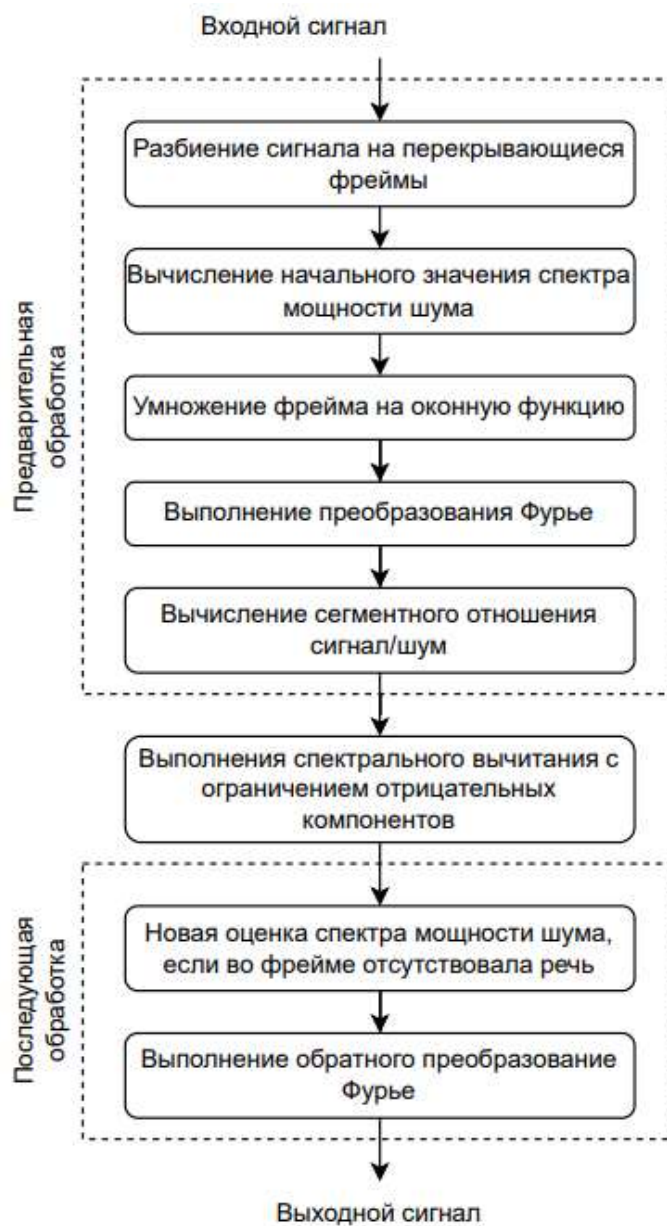 Входной сигнал
Разбиение сигнала на перекрывающиеся
фреймы
Вычисление начального значения спектра
мощности шума
Умножение фрейма на оконную функцию
Выполнение преобразования Фурье
Вычисление сегментного отношения
сигнал/шум
Предварительная
обработка
Выполнения спектрального вычитания с
ограничением отрицательных
компонентов
Новая оценка спектра мощности шума,
если во фрейме отсутствовала речь
Выполнение обратного преобразование
Фурье
Последующая
обработка
Выходной сигнал